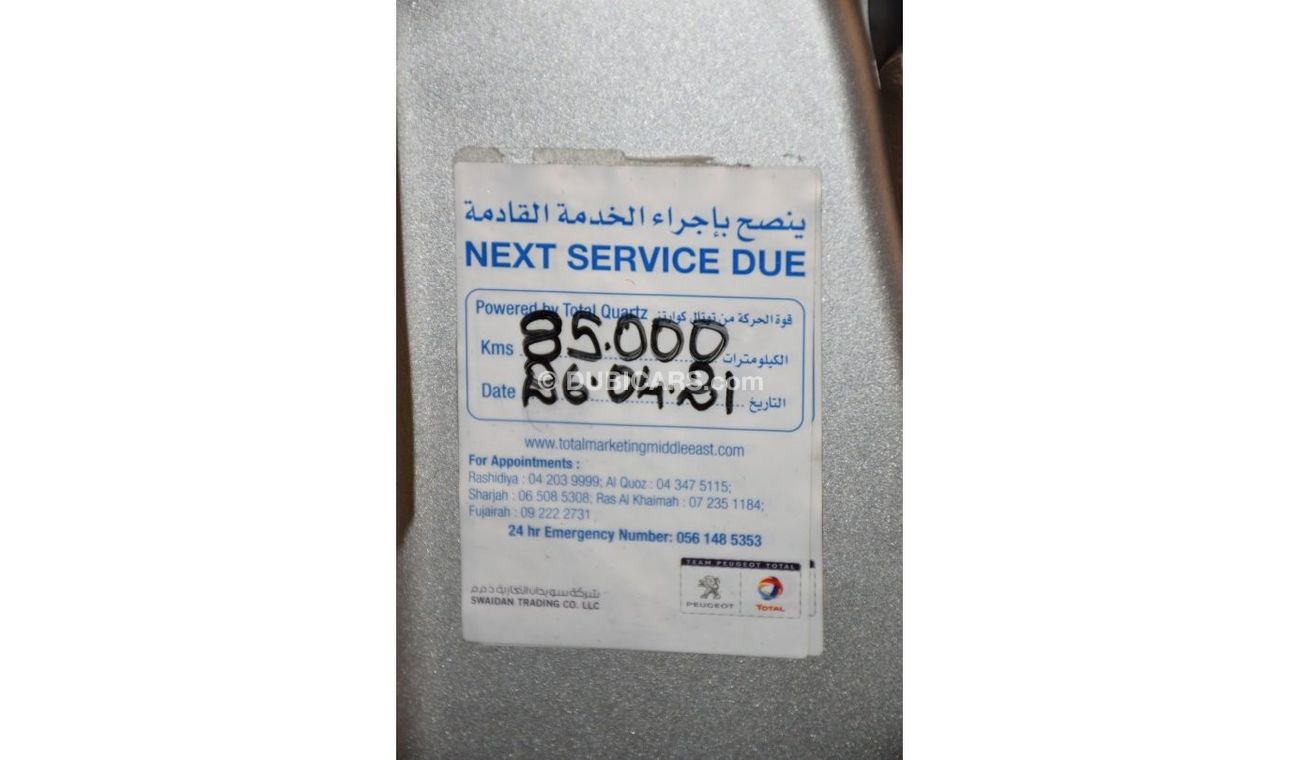 ينصح بإجراء الخدمة القادمة
NEXT SERVICE DUE
Powered by Total Quartz قوة الحركة من توتال كوارتز
Kms 85.000 الكيلومترات
Date 26.04.21 التاريخ
© DUBICARS.com
www.totalmarketingmiddleeast.com
For Appointments :
Rashidiya : 04 203 9999; Al Quoz : 04 347 5115;
Sharjah : 06 508 5308; Ras Al Khaimah : 07 235 1184;
Fujairah : 09 222 2731
24 hr Emergency Number: 056 148 5353
TEAM PEUGEOT TOTAL
شركة سويدان التجارية ذ.م.م
SWAIDAN TRADING CO. LLC
PEUGEOT
TOTAL